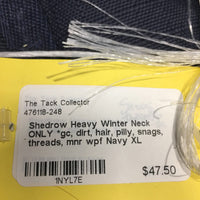 The Tack Collector
476118-248
Shedrow Heavy Winter Neck
ONLY *gc, dirt, hair, pilly, snags,
threads, mnr wpf Navy XL
$47.50
1NYL7E